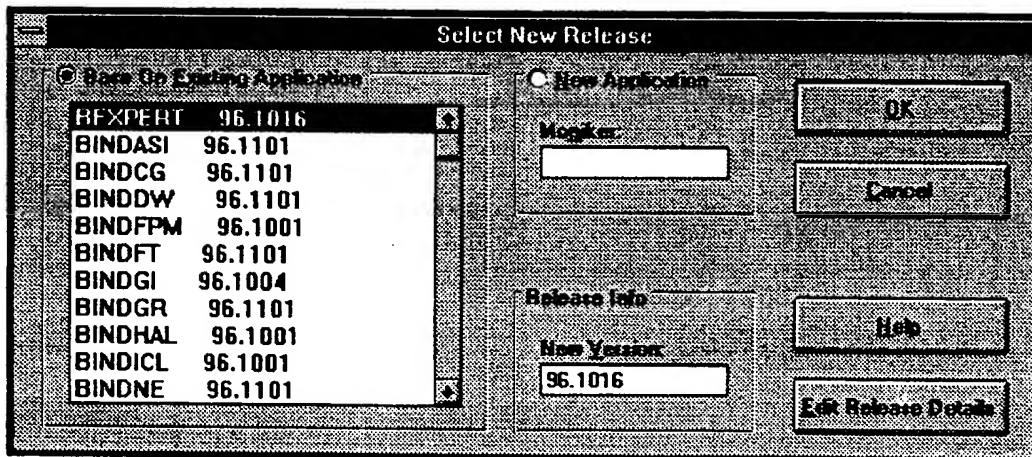 Select New Release
Base On Existing Application
BEXPERT 96.1016
BINDASI 96.1101
BINDCG 96.1101
BINDDW 96.1101
BINDFPM 96.1001
BINDFT 96.1101
BINDGI 96.1004
BINDGR 96.1101
BINDHAL 96.1001
BINDICL 96.1001
BINDNE 96.1101
New Application
Release Info
New Version:
96.1016
OK
Cancel
Help
Edit Release Details